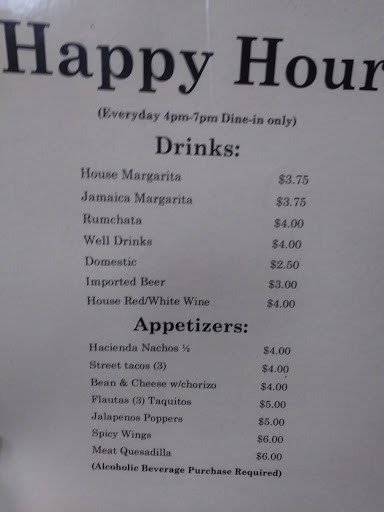 Happy Hour
(Everyday 4pm-7pm Dine-in only)
Drinks:
House Margarita $3.75
Jamaica Margarita $3.75
Rumchata $4.00
Well Drinks $4.00
Domestic $2.50
Imported Beer $3.00
House Red/White Wine $4.00
Appetizers:
Hacienda Nachos ½ $4.00
Street tacos (3) $4.00
Bean & Cheese w/chorizo $4.00
Flautas (3) Taquitos $5.00
Jalapenos Poppers $5.00
Spicy Wings $6.00
Meat Quesadilla $6.00
(Alcoholic Beverage Purchase Required)